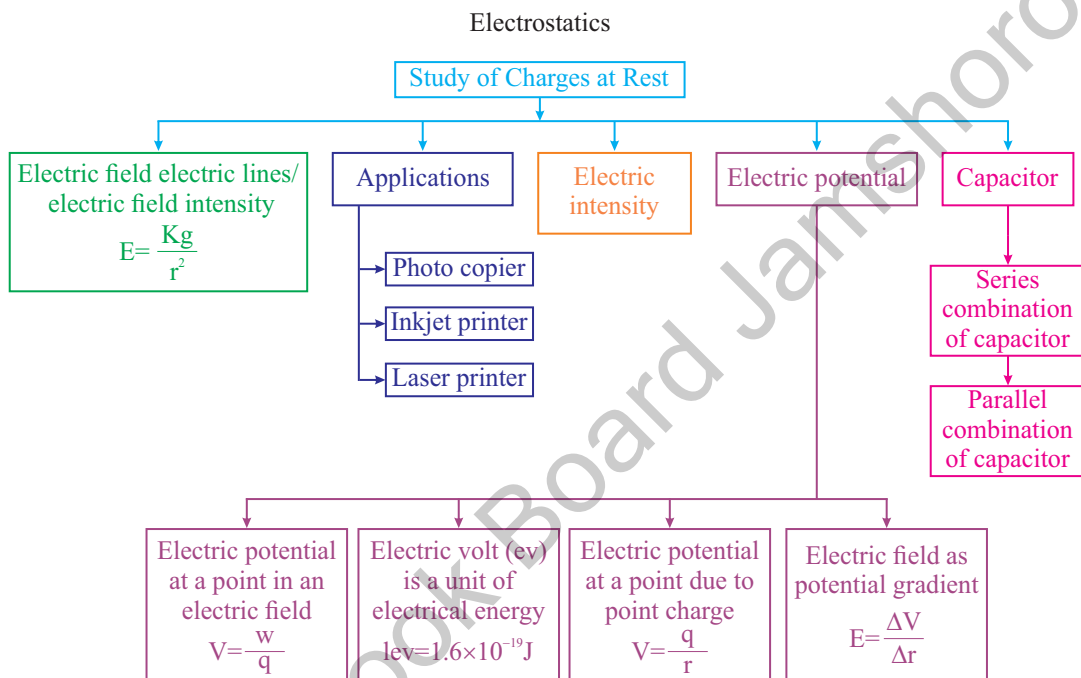 Electrostatics
Study of Charges at Rest
Electric field electric lines/
electric field intensity
E= Kg
r²
Applications
Photo copier
Inkjet printer
Laser printer
Electric
intensity
Electric potential
Capacitor
Series
combination
of capacitor
Parallel
combination
of capacitor
Electric potential
at a point in an
electric field
V= w
q
Electric volt (ev)
is a unit of
electrical energy
lev=1.6×10⁻¹⁹J
Electric potential
at a point due to
point charge
V= q
r
Electric field as
potential gradient
E= ΔV
Δr
ook Board Jamshoro